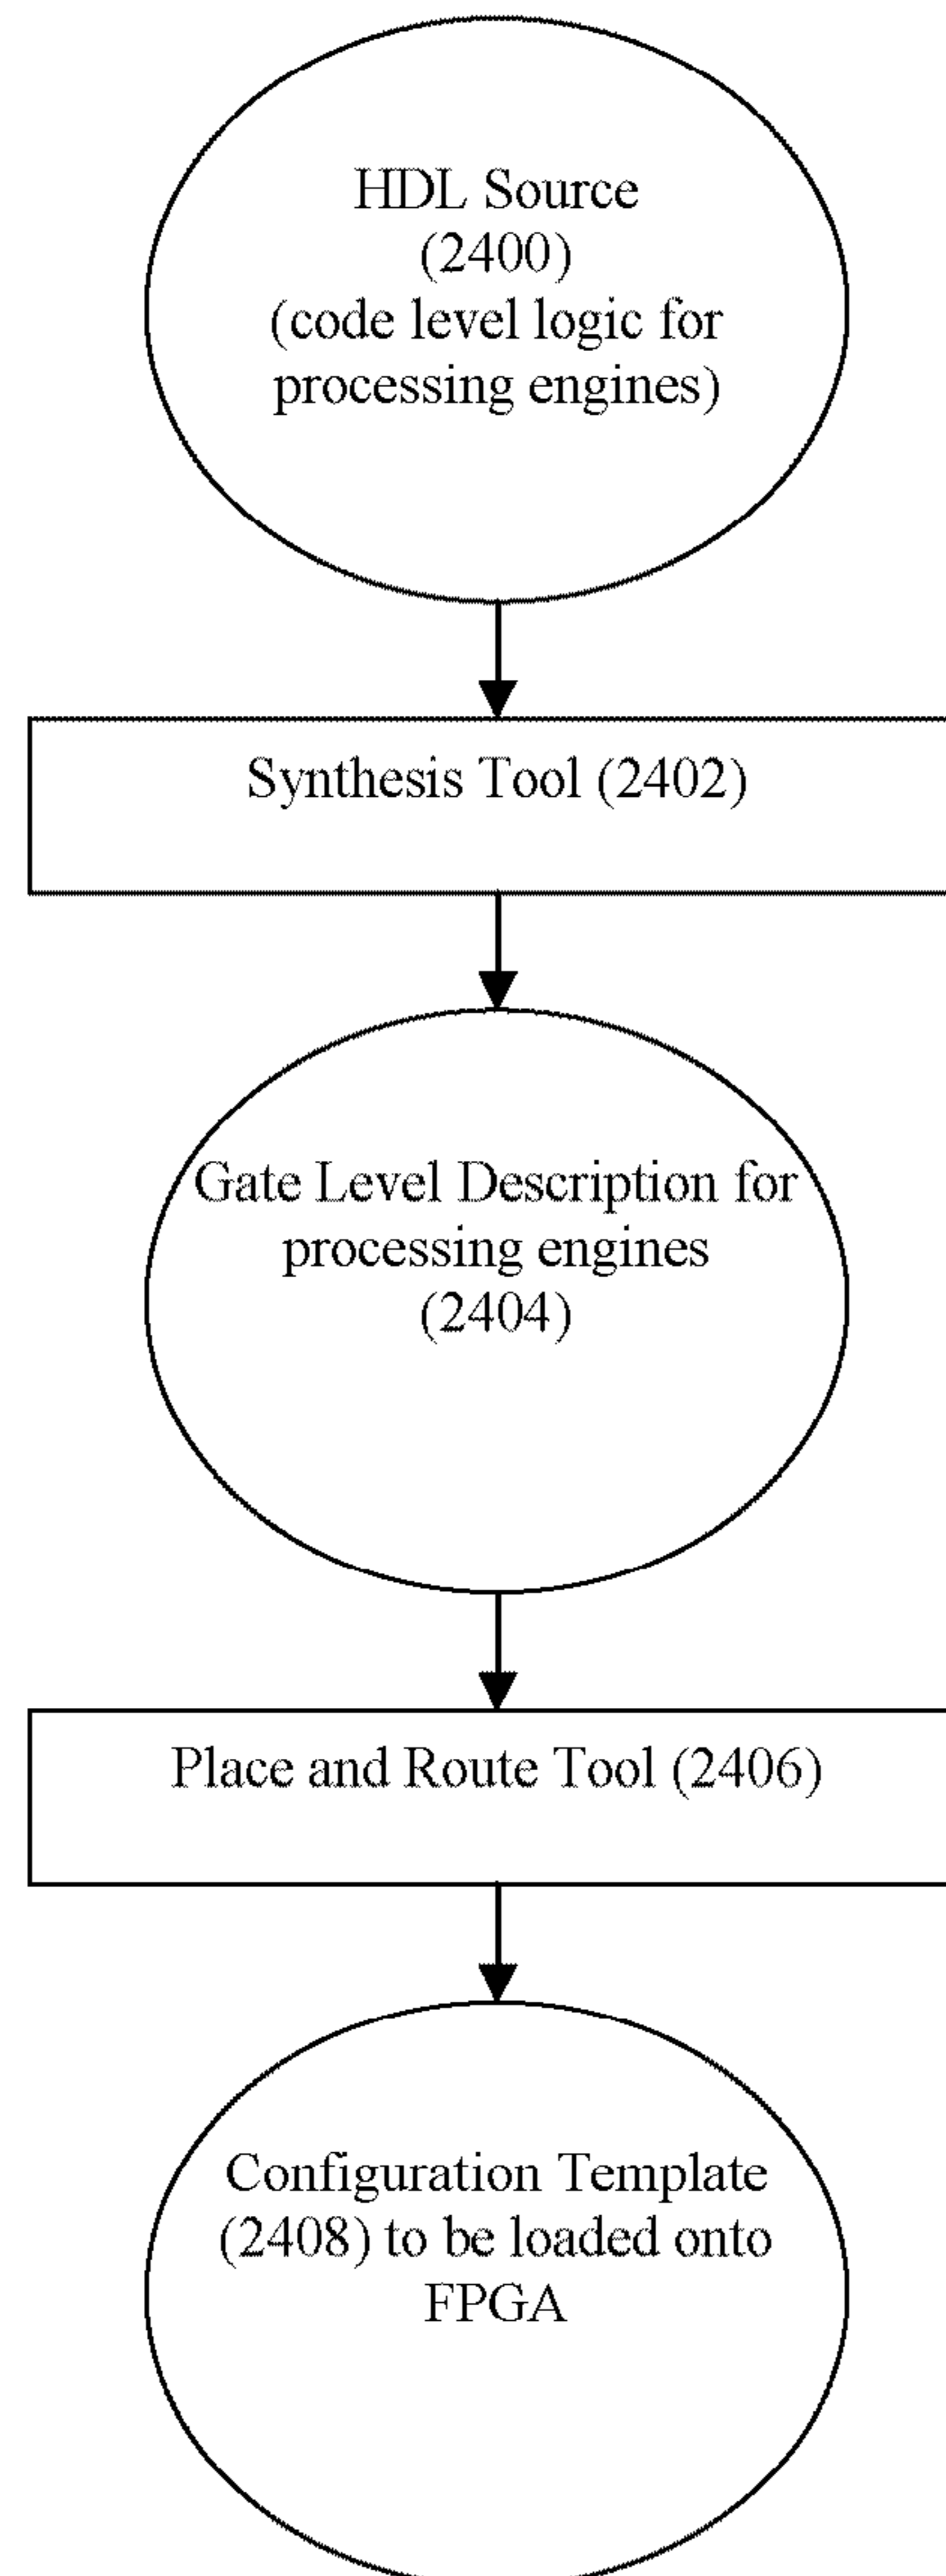 HDL Source
(2400)
(code level logic for
processing engines)
Synthesis Tool (2402)
Gate Level Description for
processing engines
(2404)
Place and Route Tool (2406)
Configuration Template
(2408) to be loaded onto
FPGA